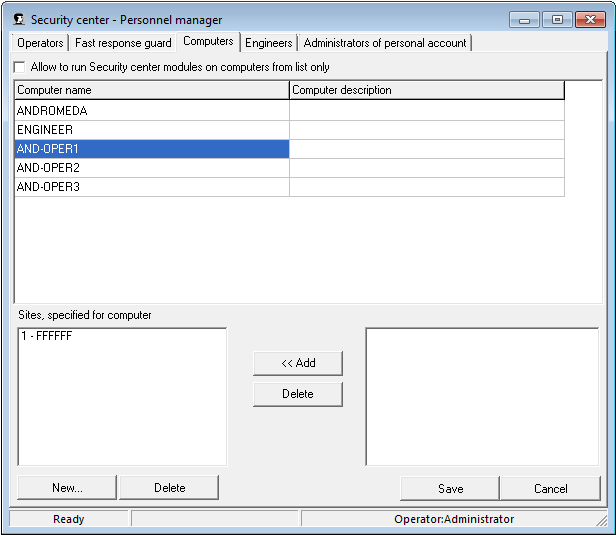 Security center - Personnel manager
Operators Fast response guard Computers Engineers Administrators of personal account
Allow to run Security center modules on computers from list only
Computer name Computer description
ANDROMEDA
ENGINEER
AND-OPER1
AND-OPER2
AND-OPER3
Sites, specified for computer
1 - FFFFFF
<< Add
Delete
New... Delete Save Cancel
Ready Operator:Administrator